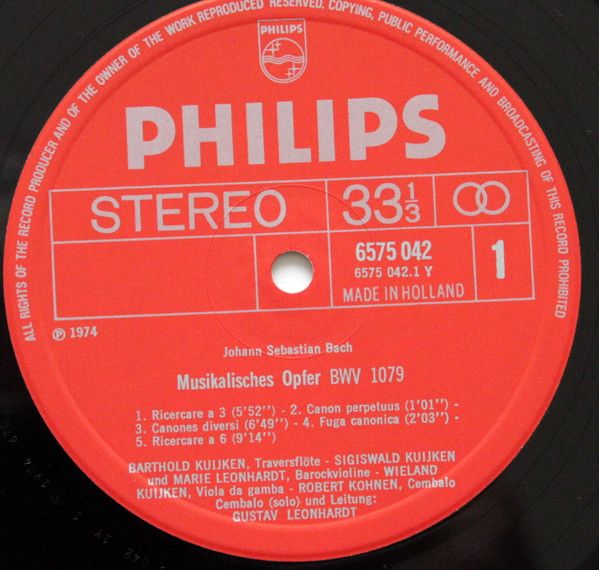 ALL RIGHTS OF THE RECORD PRODUCER AND OF THE OWNER OF THE WORK REPRODUCED RESERVED. COPYING, PUBLIC PERFORMANCE AND BROADCASTING OF THIS RECORD PROHIBITED
PHILIPS
PHILIPS
STEREO 33 1/3
6575 042
6575 042.1 Y
1
MADE IN HOLLAND
Ⓟ 1974
Johann Sebastian Bach
Musikalisches Opfer BWV 1079
1. Ricercare a 3 (5'52'') - 2. Canon perpetuus (1'01'') -
3. Canones diversi (6'49'') - 4. Fuga canonica (2'03'') -
5. Ricercare a 6 (9'14'')
BARTHOLD KUIJKEN, Traversflöte - SIGISWALD KUIJKEN
und MARIE LEONHARDT, Barockvioline - WIELAND
KUIJKEN, Viola da gamba - ROBERT KOHNEN, Cembalo
Cembalo (solo) und Leitung:
GUSTAV LEONHARDT